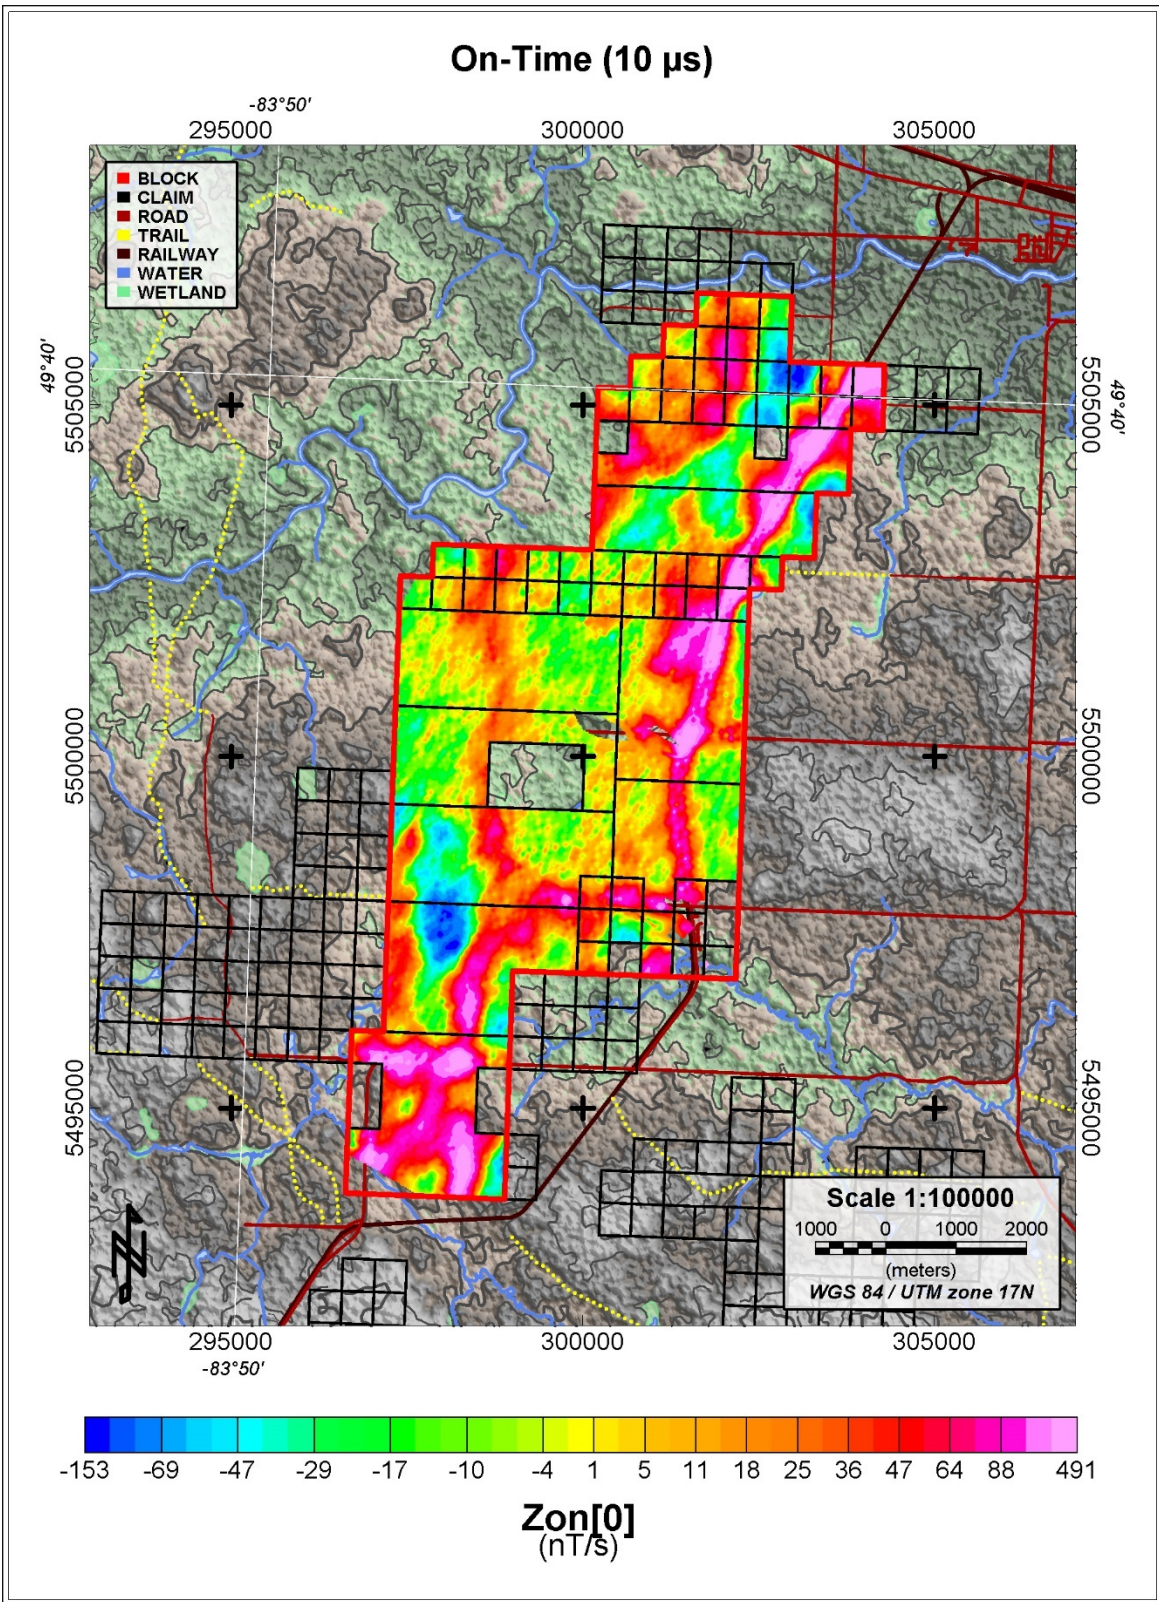 On-Time (10 µs)
-83°50'
295000 300000 305000
BLOCK
CLAIM
ROAD
TRAIL
RAILWAY
WATER
WETLAND
49°40'
5505000
5505000
49°40'
5500000
5500000
5495000
5495000
Scale 1:100000
1000 0 1000 2000
(meters)
WGS 84 / UTM zone 17N
295000 300000 305000
-83°50'
-153 -69 -47 -29 -17 -10 -4 1 5 11 18 25 36 47 64 88 491
Zon[0]
(nT/s)